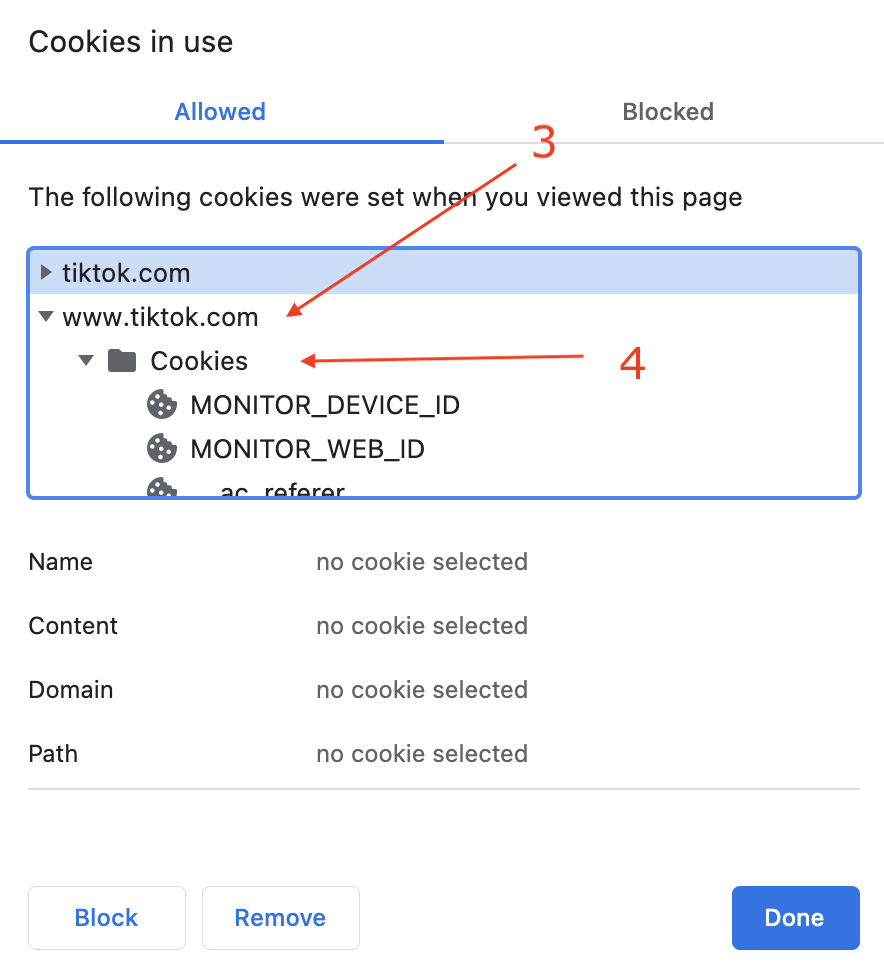 Cookies in use
Allowed
Blocked
3
The following cookies were set when you viewed this page
tiktok.com
www.tiktok.com
Cookies
4
MONITOR_DEVICE_ID
MONITOR_WEB_ID
__ac_referer
Name no cookie selected
Content no cookie selected
Domain no cookie selected
Path no cookie selected
Block
Remove
Done